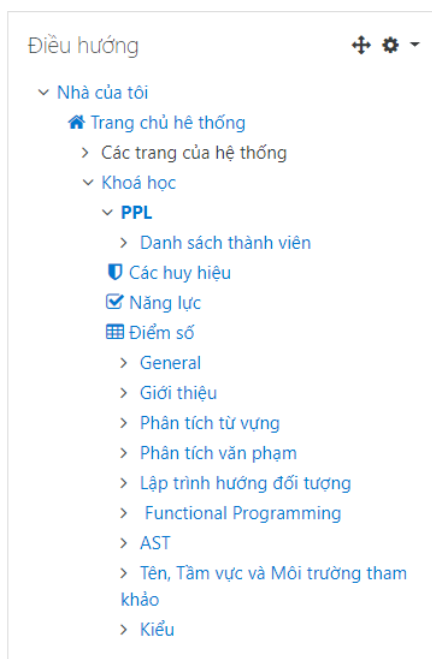 Điều hướng
Nhà của tôi
Trang chủ hê thống
Các trang của hệ thống
Khoá học
PPL
Danh sách thành viên
Các huy hiệu
Năng lực
Điểm số
General
Giới thiệu
Phân tích từ vựng
Phân tích văn phạm
Lập trình hướng đối tượng
Functional Programming
AST
Tên, Tầm vực và Môi trường tham
khảo
Kiểu